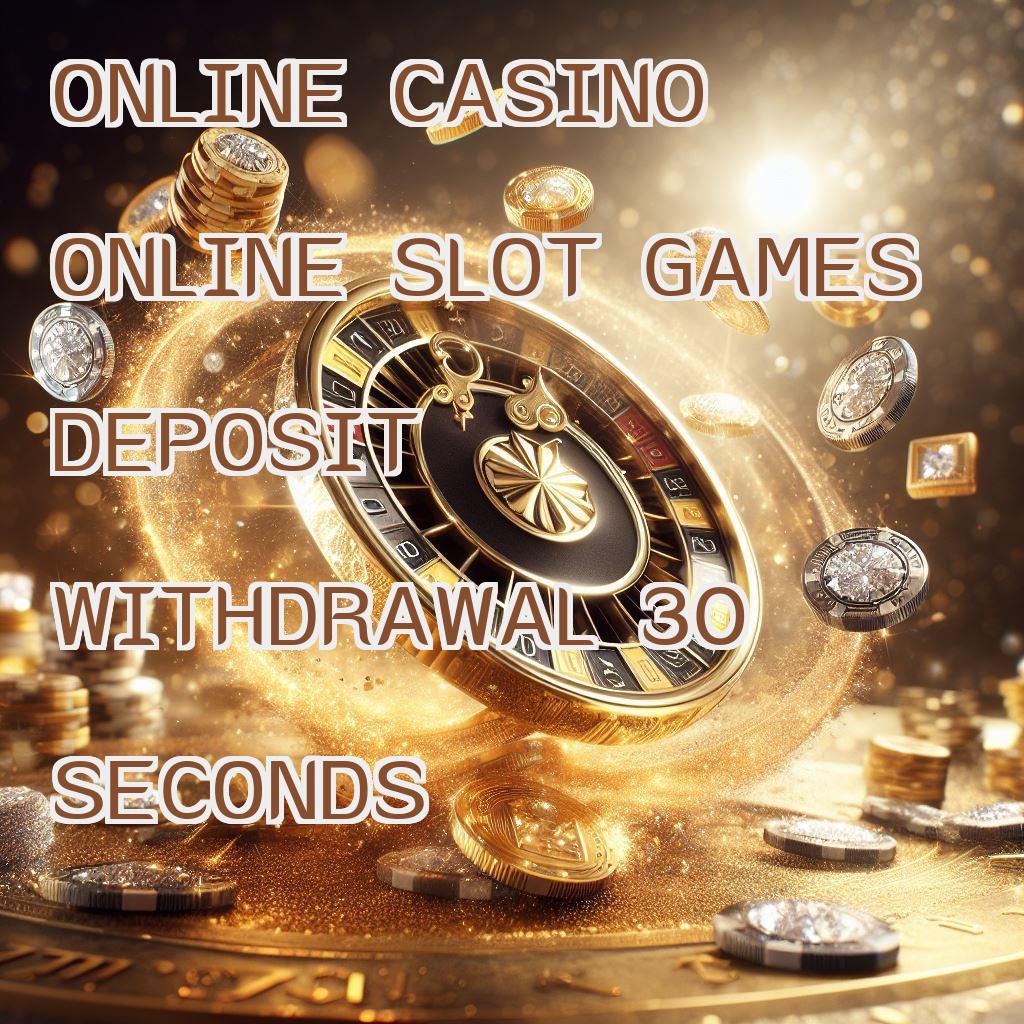 ONLINE CASINO
ONLINE SLOT GAMES
DEPOSIT
WITHDRAWAL 30
SECONDS